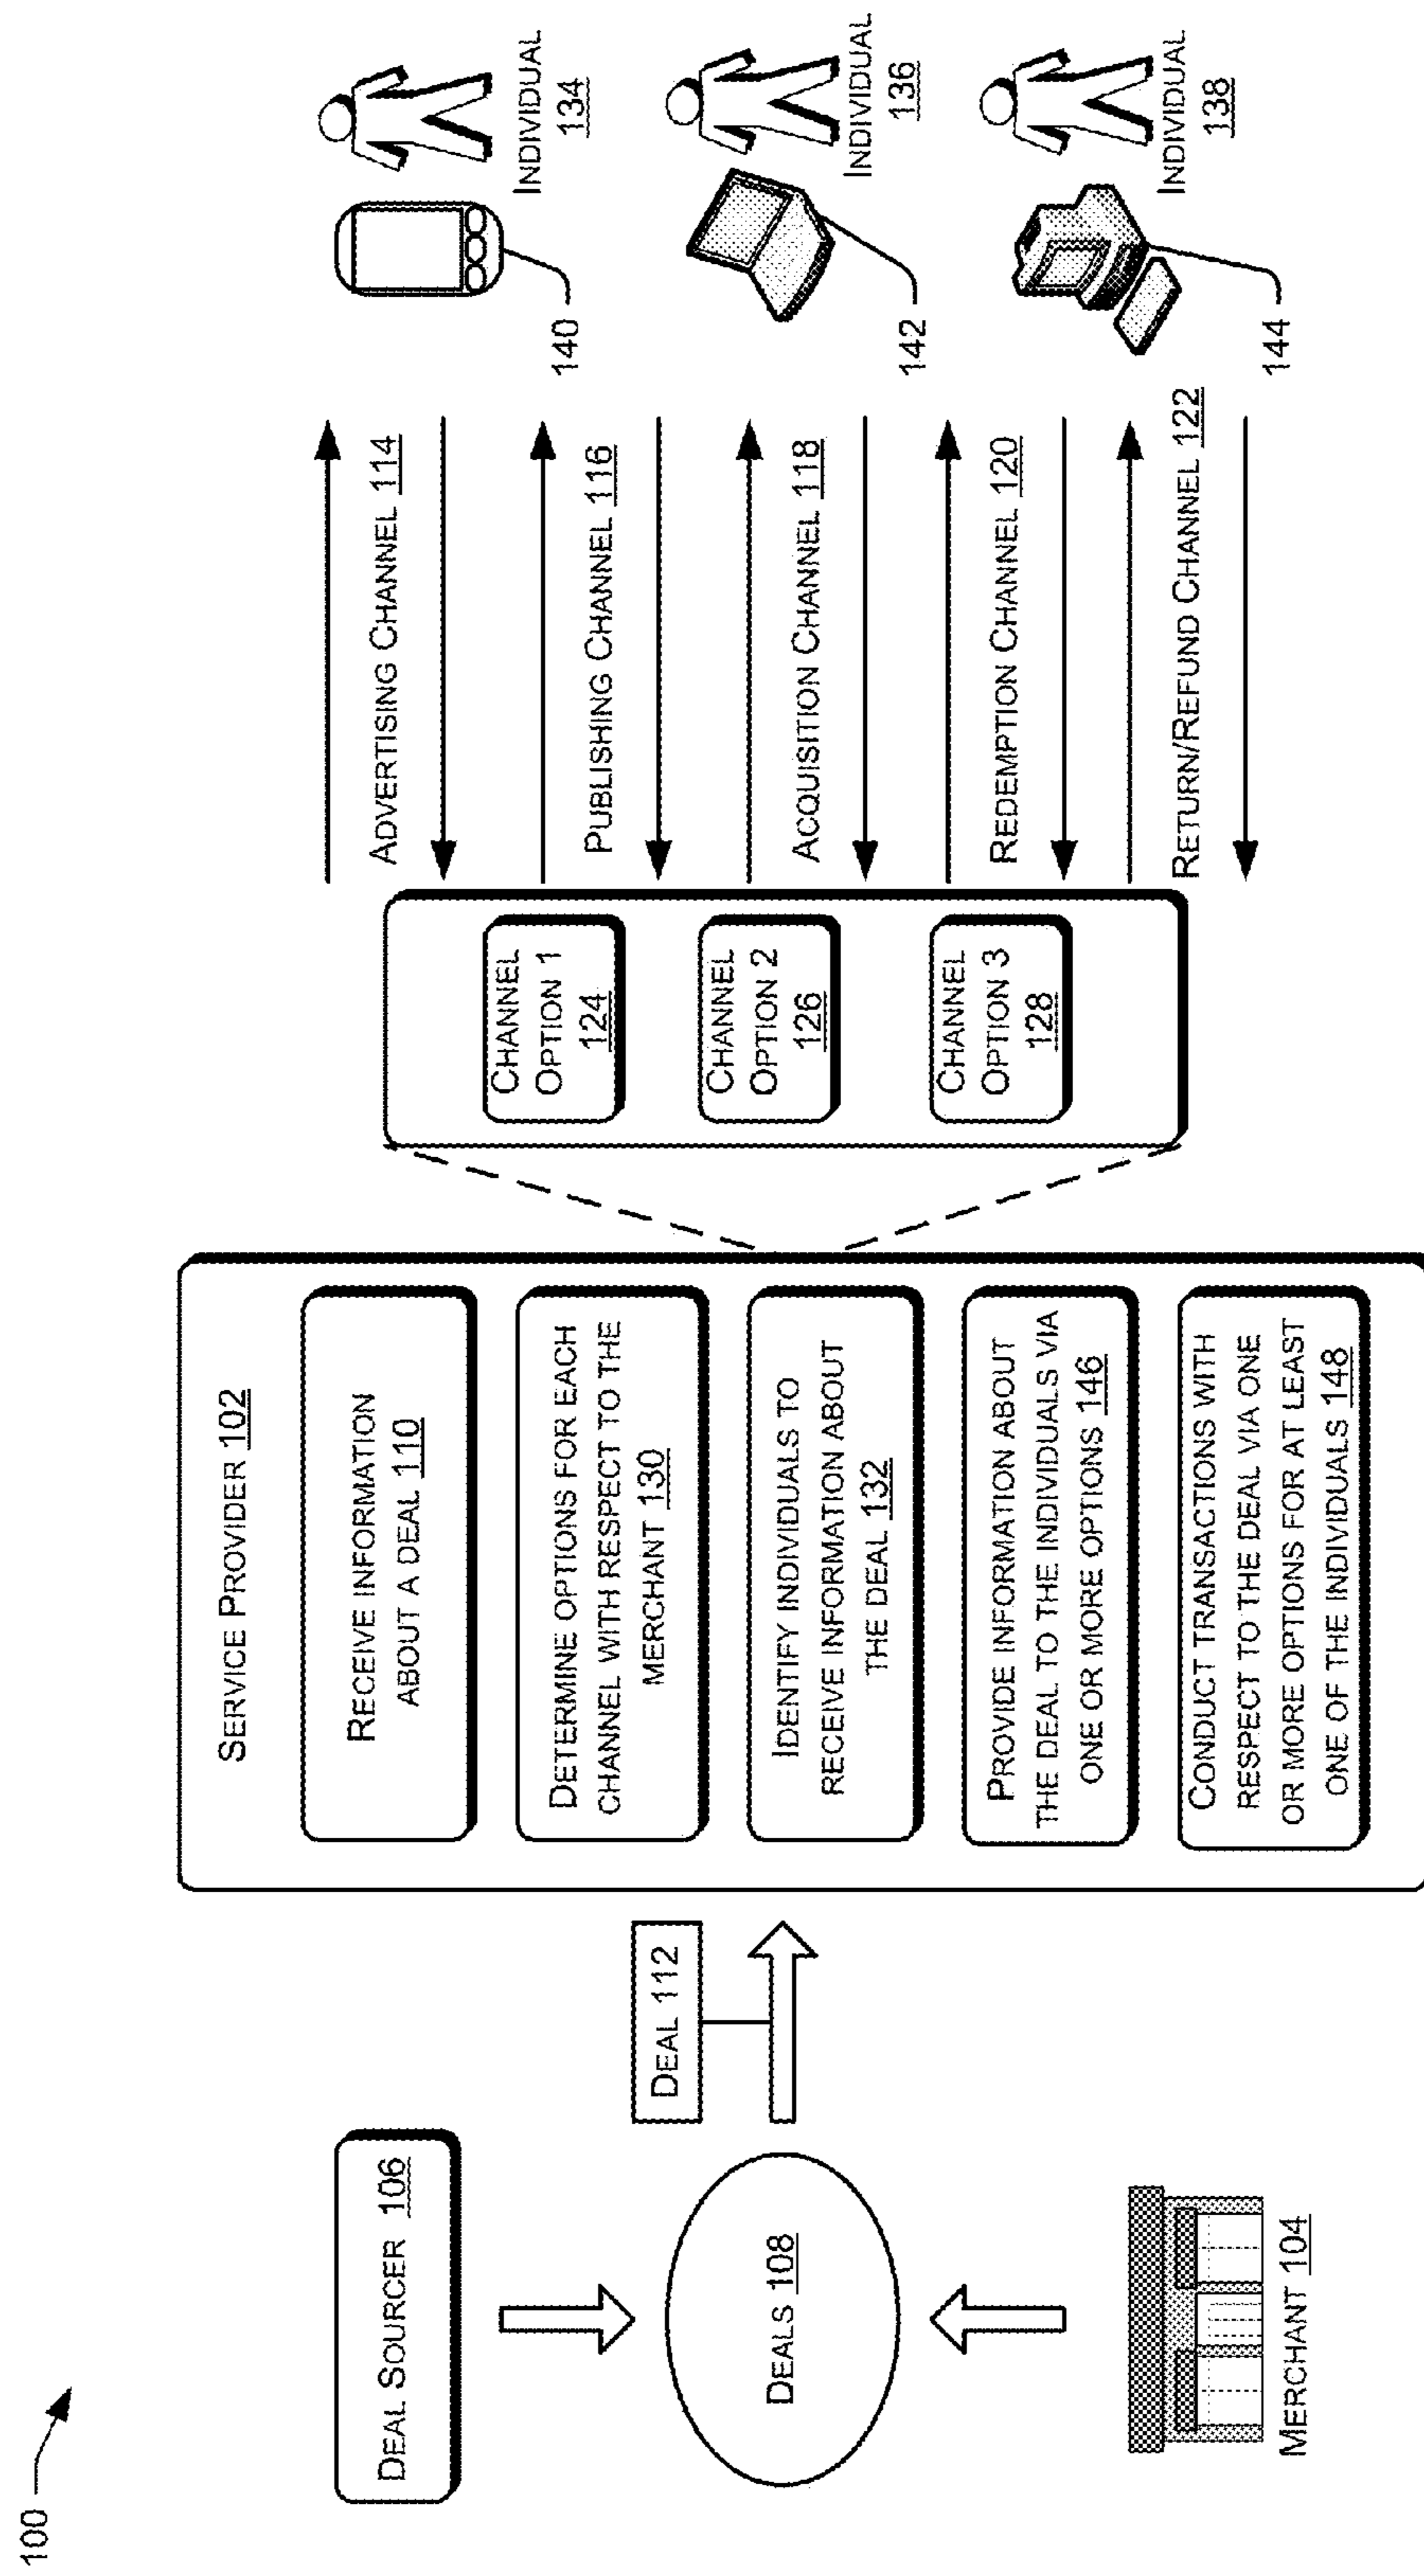 100
DEAL SOURCER 106
DEALS 108
MERCHANT 104
DEAL 112
SERVICE PROVIDER 102
RECEIVE INFORMATION
ABOUT A DEAL 110
DETERMINE OPTIONS FOR EACH
CHANNEL WITH RESPECT TO THE
MERCHANT 130
IDENTIFY INDIVIDUALS TO
RECEIVE INFORMATION ABOUT
THE DEAL 132
PROVIDE INFORMATION ABOUT
THE DEAL TO THE INDIVIDUALS VIA
ONE OR MORE OPTIONS 146
CONDUCT TRANSACTIONS WITH
RESPECT TO THE DEAL VIA ONE
OR MORE OPTIONS FOR AT LEAST
ONE OF THE INDIVIDUALS 148
CHANNEL
OPTION 1
124
CHANNEL
OPTION 2
126
CHANNEL
OPTION 3
128
ADVERTISING CHANNEL 114
PUBLISHING CHANNEL 116
ACQUISITION CHANNEL 118
REDEMPTION CHANNEL 120
RETURN/REFUND CHANNEL 122
140
INDIVIDUAL
134
142
INDIVIDUAL
136
144
INDIVIDUAL
138